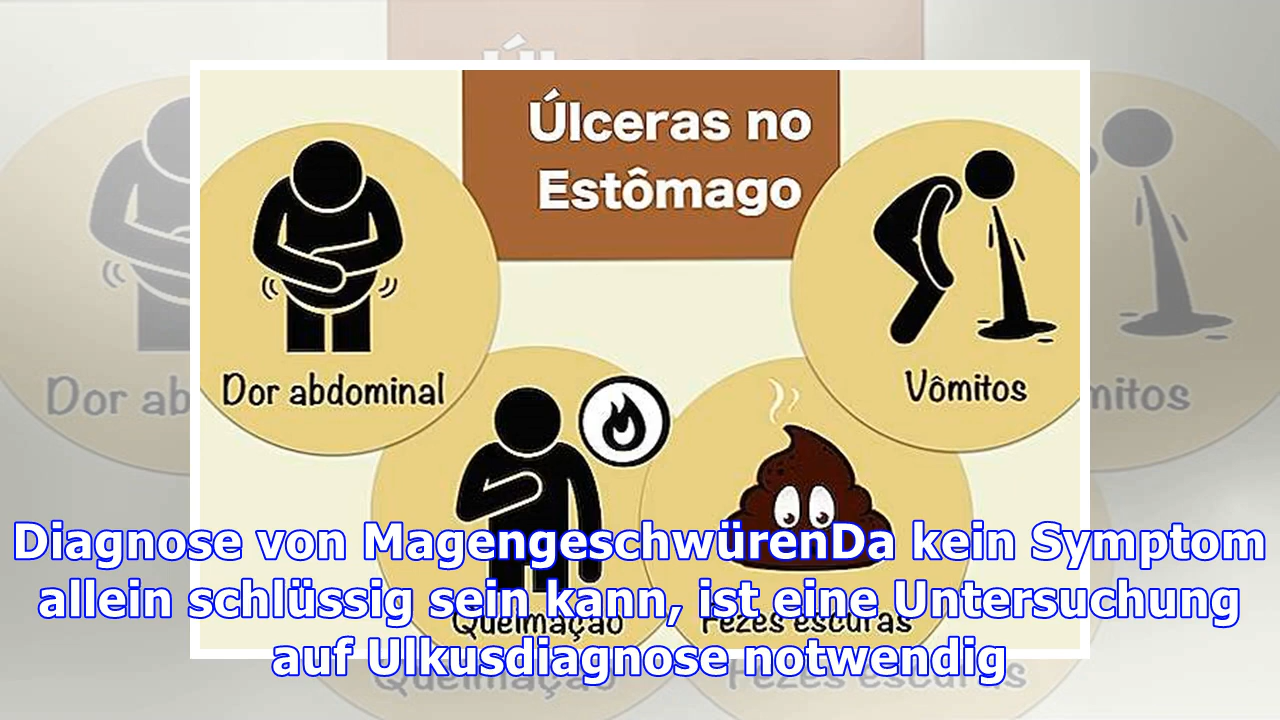 Úlceras no
Estômago
Dor abdominal
Vômitos
Queimação
Fezes escuras
Diagnose von MagengeschwürenDa kein Symptom
allein schlüssig sein kann, ist eine Untersuchung
auf Ulkusdiagnose notwendig